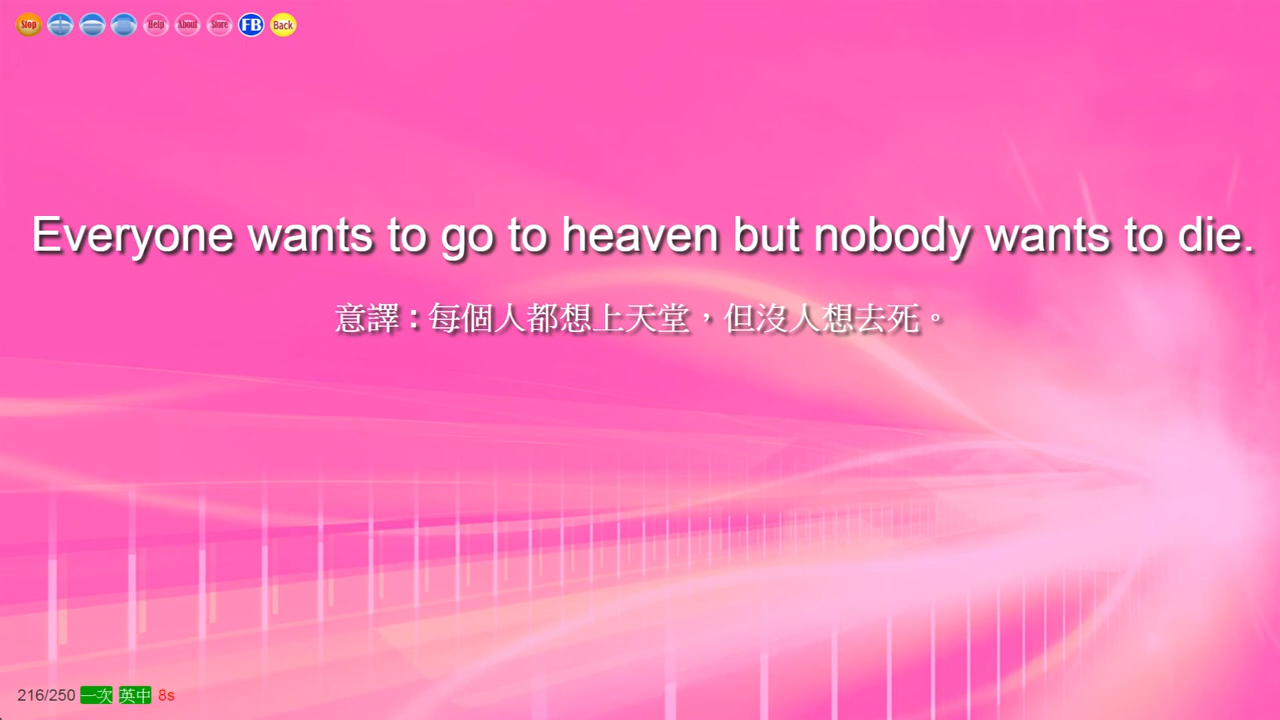 Stop Help About Store FB Back
Everyone wants to go to heaven but nobody wants to die.
意譯：每個人都想上天堂，但沒人想去死。
216/250 一次 英中 8s